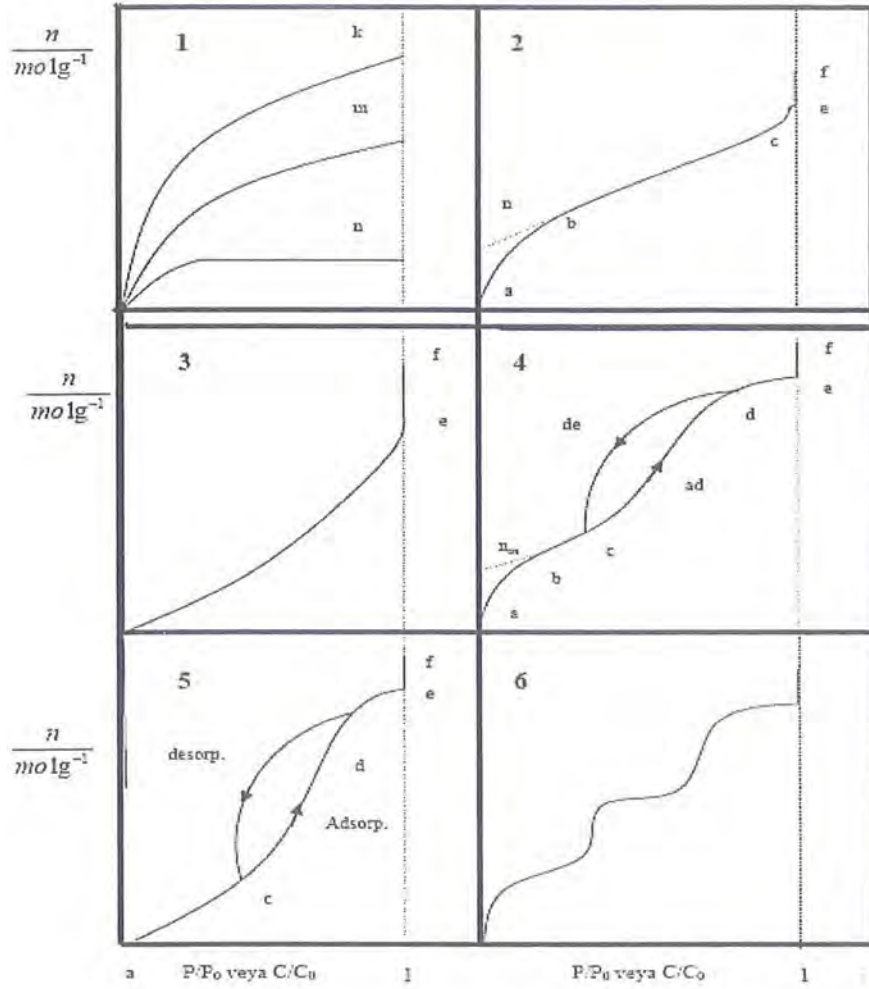 n
mol g⁻¹
1
k
m
n
2
f
e
c
n
b
a
n
mol g⁻¹
3
f
e
4
f
e
d
de
ad
nm
c
b
a
n
mol g⁻¹
5
f
e
desorp.
d
Adsorp.
c
6
a P/P₀ veya C/C₀ 1
P/P₀ veya C/C₀ 1